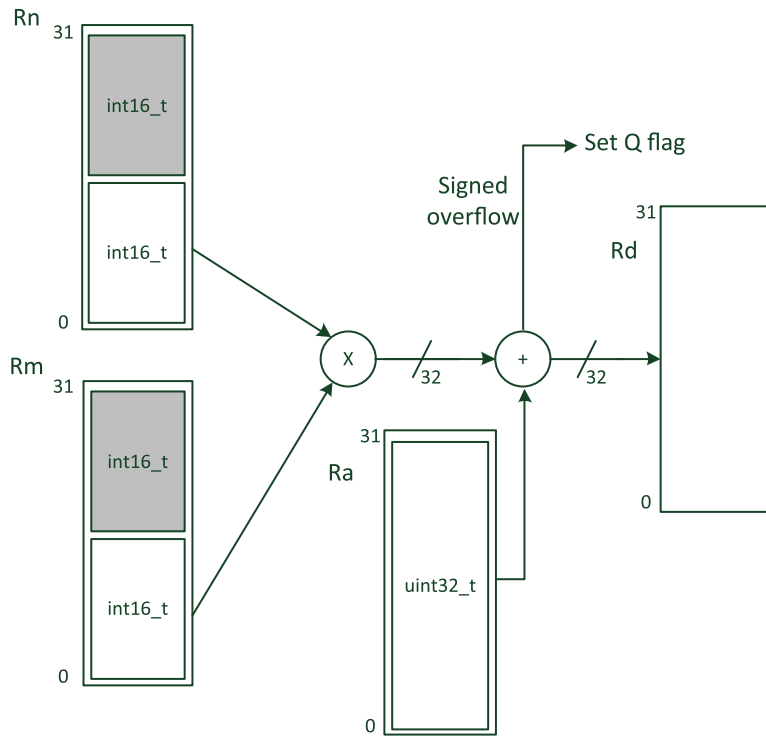 Rn
31
int16_t
int16_t
0
Set Q flag
Signed
overflow
31
Rd
0
X
32
+
32
Rm
31
int16_t
int16_t
0
31
Ra
uint32_t
0